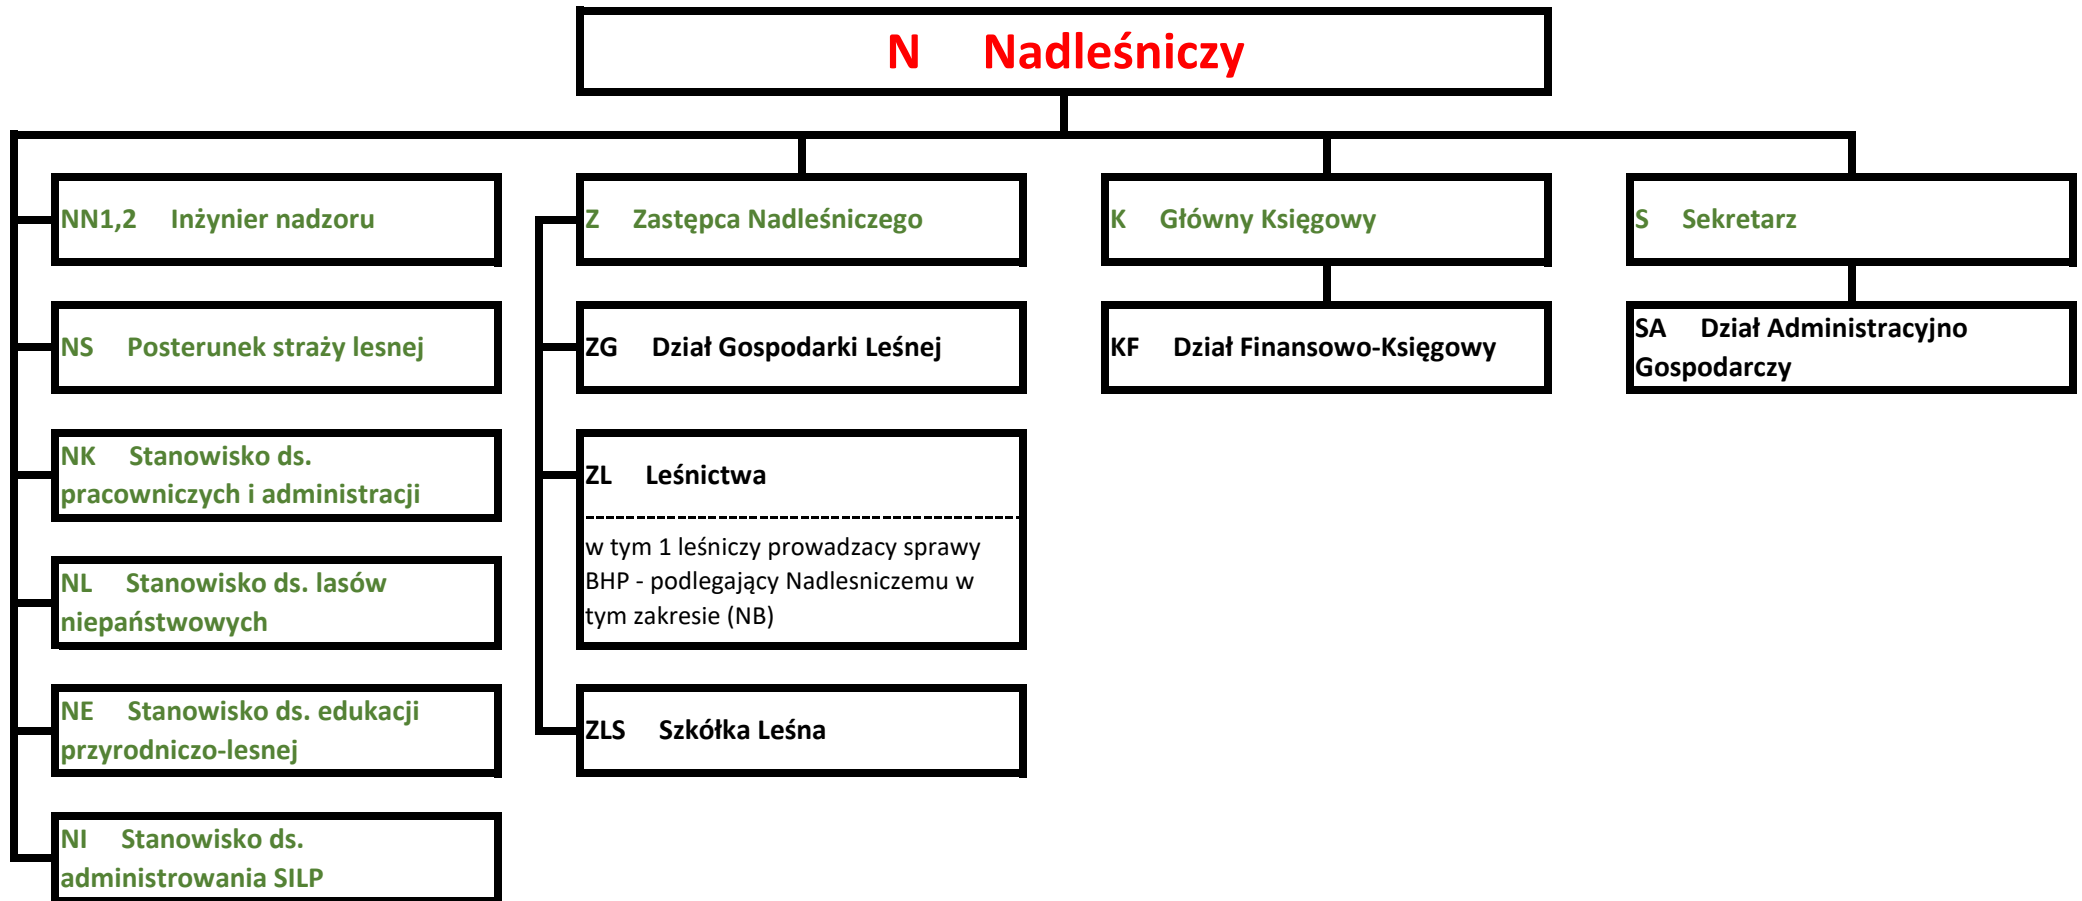 N Nadleśniczy
NN1,2 Inżynier nadzoru
Z Zastępca Nadleśniczego
K Główny Księgowy
S Sekretarz
NS Posterunek straży lesnej
ZG Dział Gospodarki Leśnej
KF Dział Finansowo-Księgowy
SA Dział Administracyjno
Gospodarczy
NK Stanowisko ds.
pracowniczych i administracji
ZL Leśnictwa
w tym 1 leśniczy prowadzacy sprawy
BHP - podlegający Nadlesniczemu w
tym zakresie (NB)
NL Stanowisko ds. lasów
niepaństwowych
NE Stanowisko ds. edukacji
przyrodniczo-lesnej
ZLS Szkółka Leśna
NI Stanowisko ds.
administrowania SILP